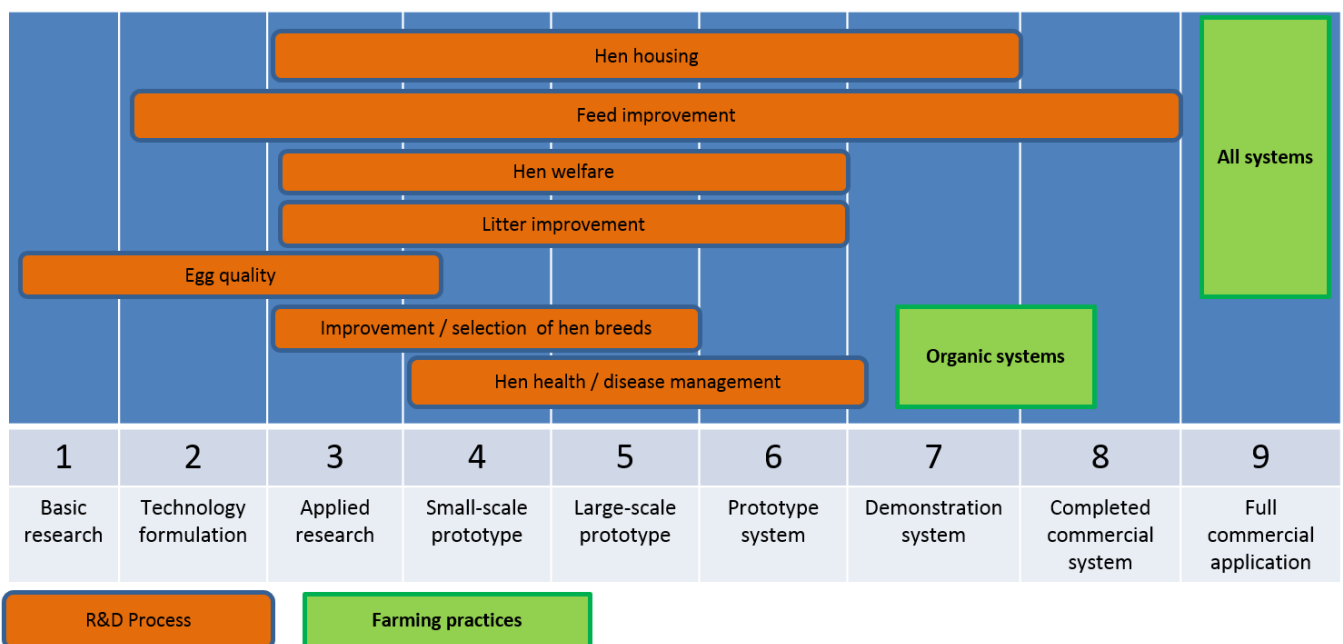 Hen housing
Feed improvement
All systems
Hen welfare
Litter improvement
Egg quality
Improvement / selection of hen breeds
Organic systems
Hen health / disease management
1 2 3 4 5 6 7 8 9
Basic research
Technology formulation
Applied research
Small-scale prototype
Large-scale prototype
Prototype system
Demonstration system
Completed commercial system
Full commercial application
R&D Process
Farming practices